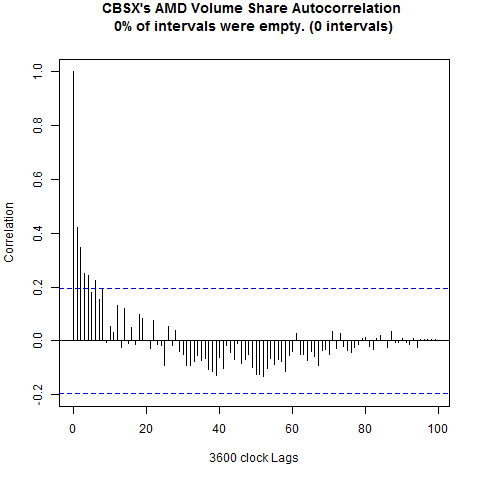 CBSX's AMD Volume Share Autocorrelation
0% of intervals were empty. (0 intervals)
1.0
0.8
0.6
0.4
0.2
0.0
-0.2
Correlation
0 20 40 60 80 100
3600 clock Lags